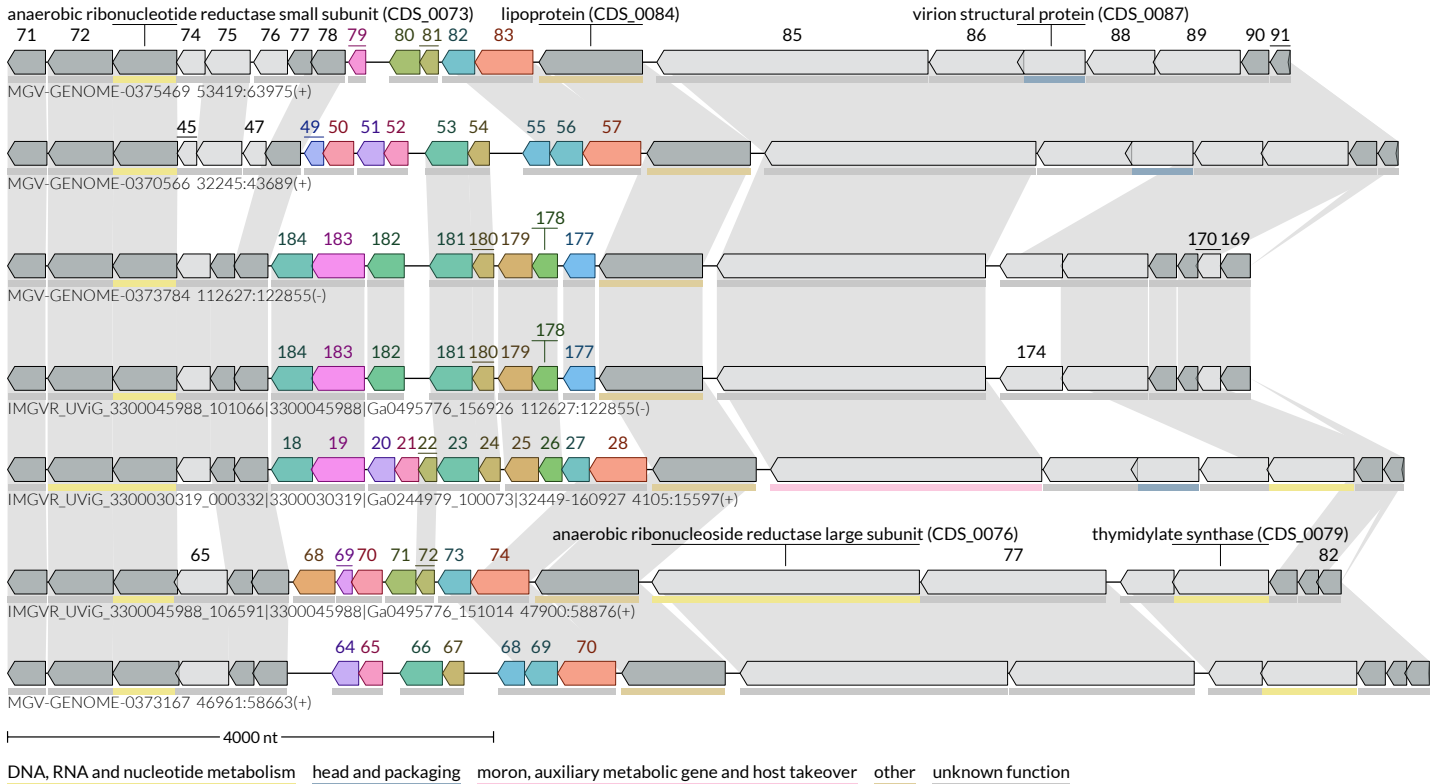 anaerobic ribonucleotide reductase small subunit (CDS_0073) lipoprotein (CDS_0084) virion structural protein (CDS_0087)
71 72 74 75 76 77 78 79 80 81 82 83 85 86 88 89 90 91
MGV-GENOME-0375469 53419:63975(+)
45 47 49 50 51 52 53 54 55 56 57
MGV-GENOME-0370566 32245:43689(+)
178
184 183 182 181 180 179 177 170 169
MGV-GENOME-0373784 112627:122855(-)
178
184 183 182 181 180 179 177 174
IMGVR_UViG_3300045988_101066|3300045988|Ga0495776_156926 112627:122855(-)
18 19 20 21 22 23 24 25 26 27 28
IMGVR_UViG_3300030319_000332|3300030319|Ga0244979_100073|32449-160927 4105:15597(+)
anaerobic ribonucleoside reductase large subunit (CDS_0076) thymidylate synthase (CDS_0079)
65 68 69 70 71 72 73 74 77 82
IMGVR_UViG_3300045988_106591|3300045988|Ga0495776_151014 47900:58876(+)
64 65 66 67 68 69 70
MGV-GENOME-0373167 46961:58663(+)
4000 nt
DNA, RNA and nucleotide metabolism head and packaging moron, auxiliary metabolic gene and host takeover other unknown function